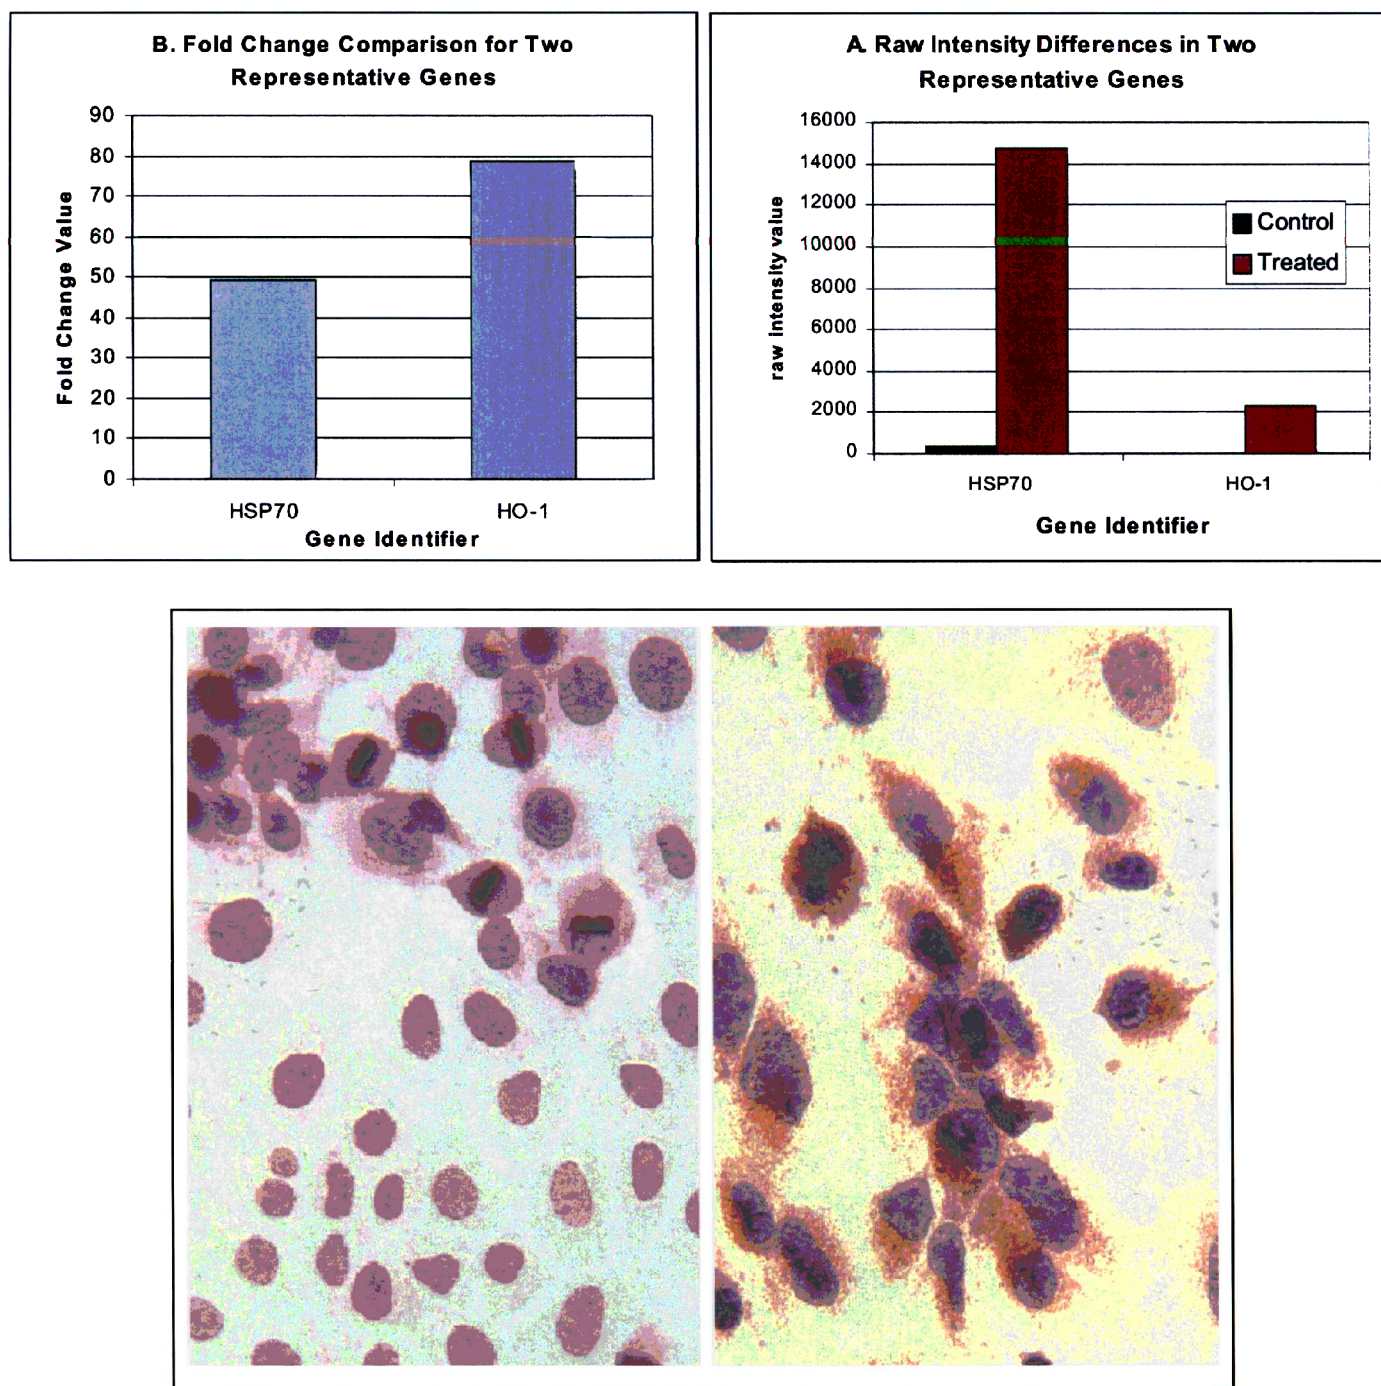 B. Fold Change Comparison for Two
Representative Genes
90
80
70
60
50
40
30
20
10
0
Fold Change Value
HSP70
HO-1
Gene Identifier
A. Raw Intensity Differences in Two
Representative Genes
16000
14000
12000
10000
8000
6000
4000
2000
0
raw intensity value
Control
Treated
HSP70
HO-1
Gene Identifier